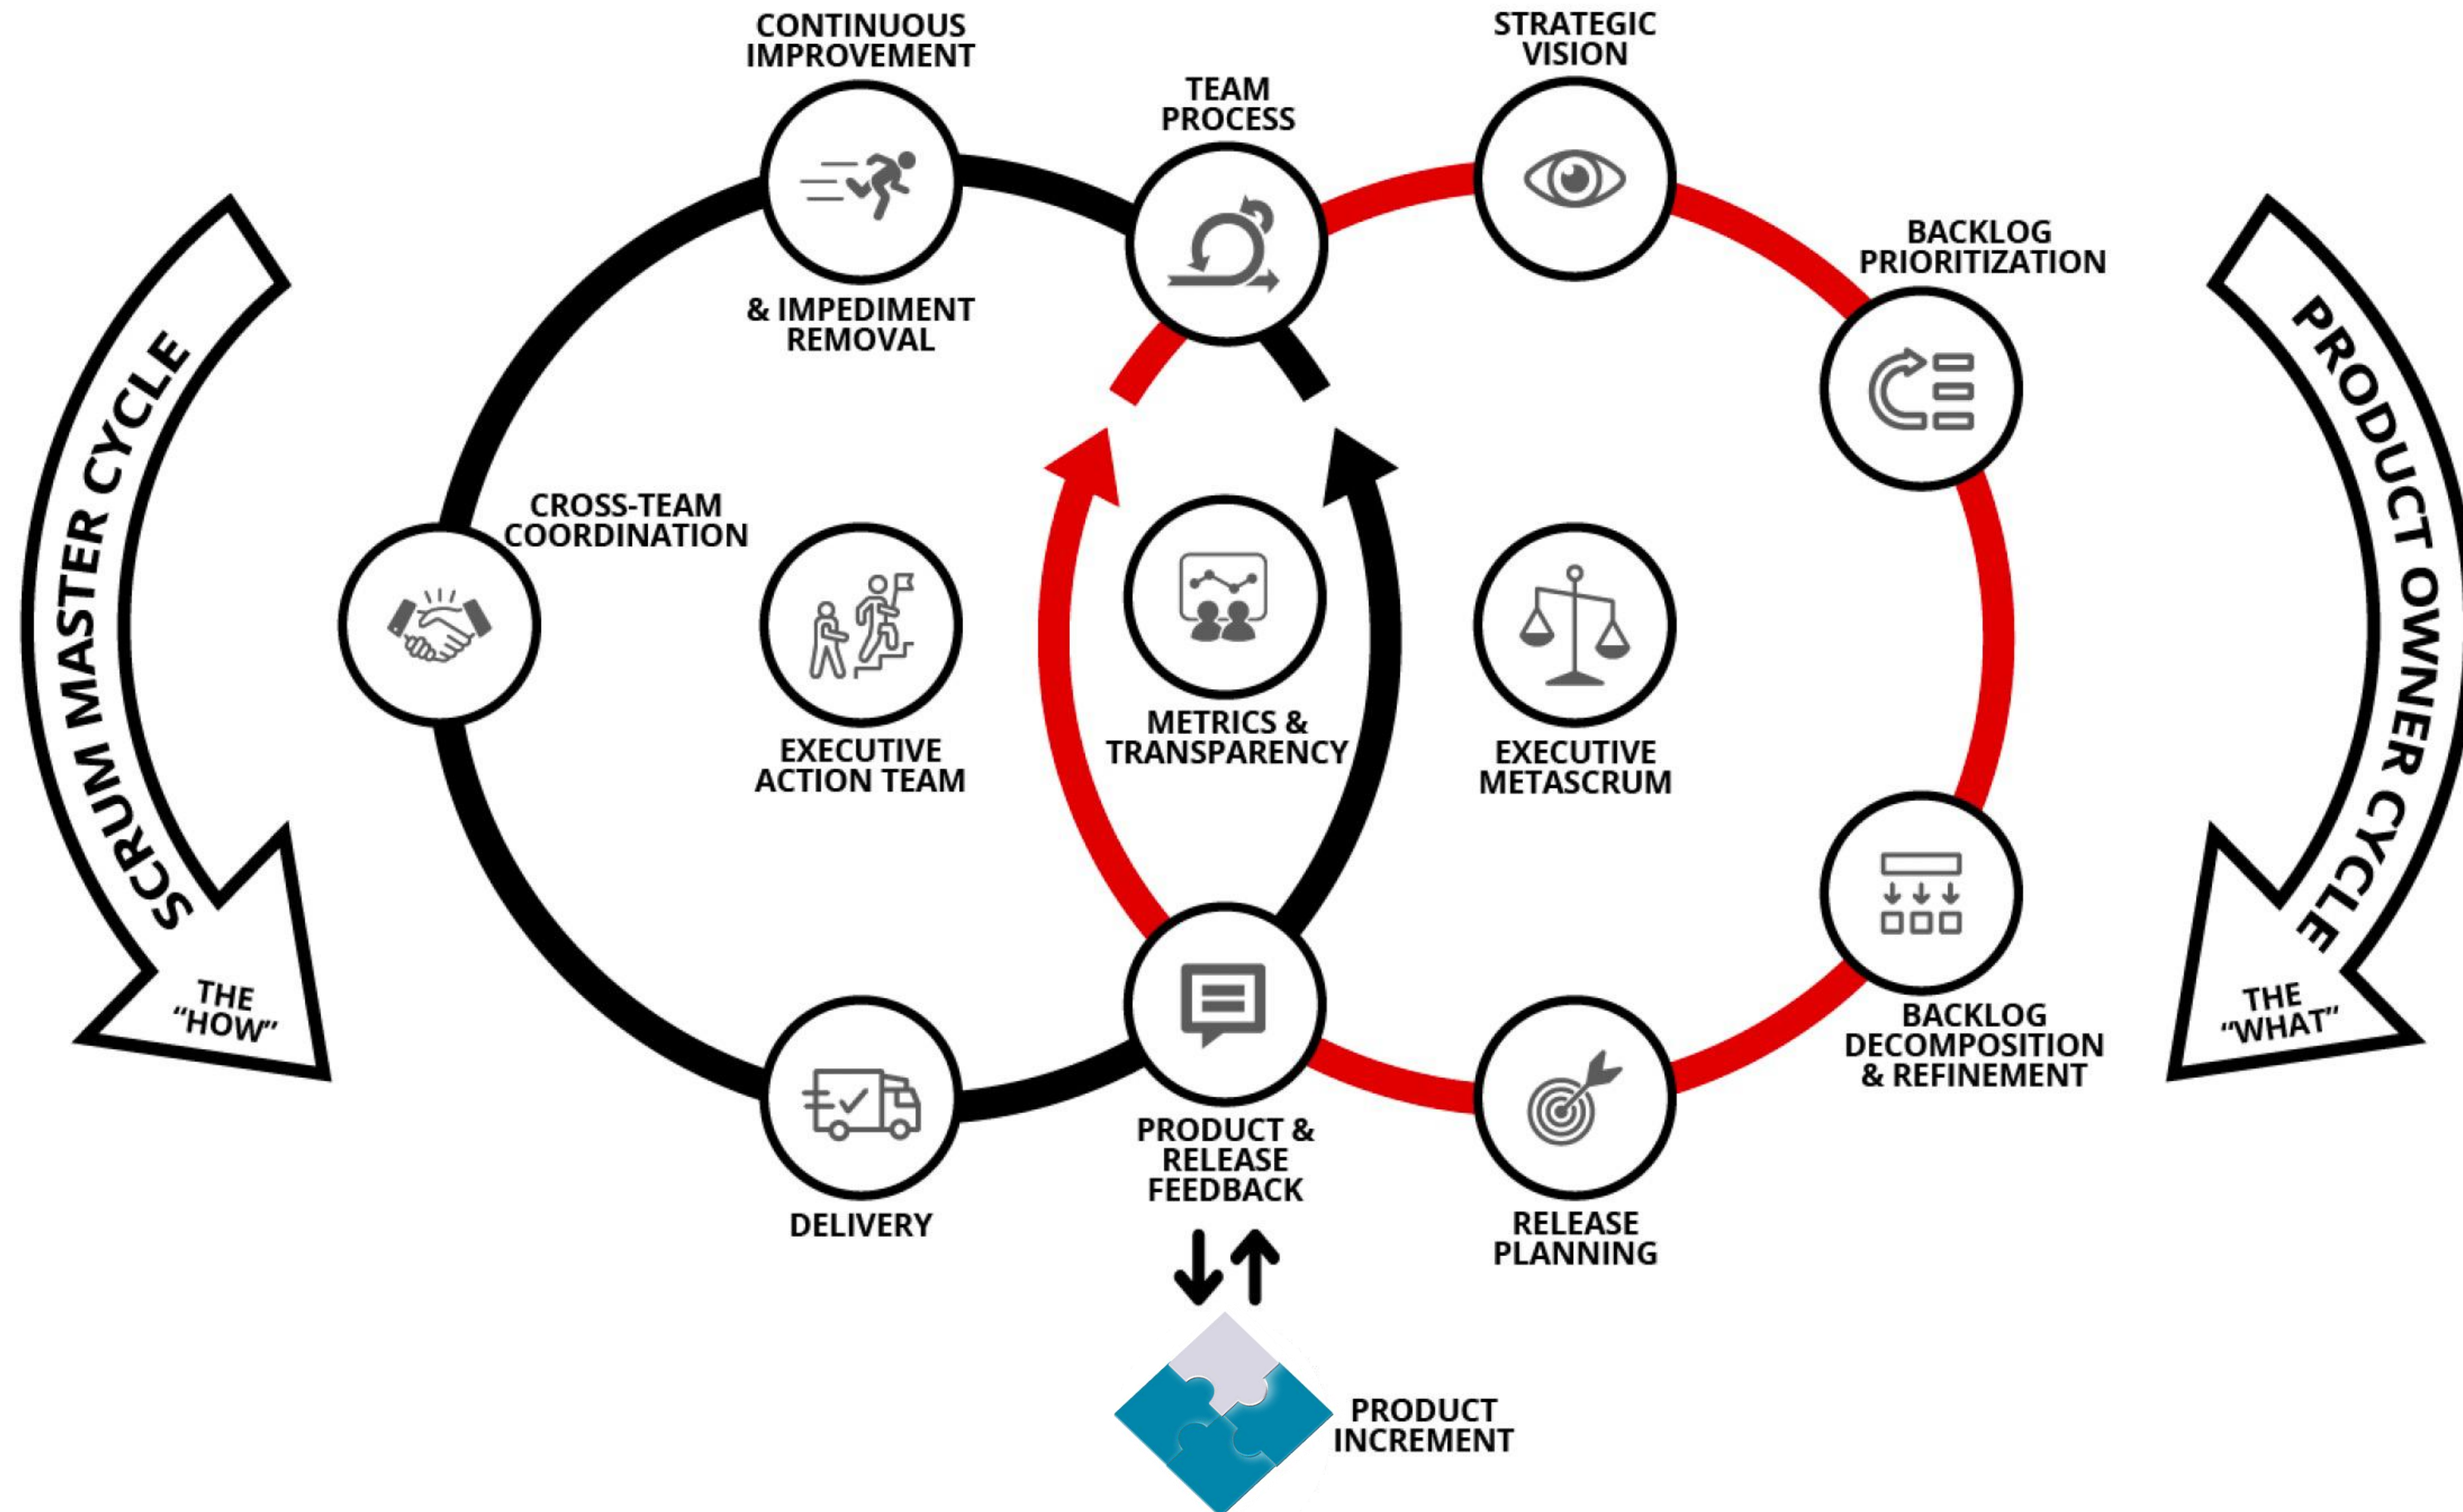 CONTINUOUS
IMPROVEMENT
& IMPEDIMENT
REMOVAL
TEAM
PROCESS
STRATEGIC
VISION
BACKLOG
PRIORITIZATION
SCRUM MASTER CYCLE
THE
“HOW”
CROSS-TEAM
COORDINATION
EXECUTIVE
ACTION TEAM
METRICS &
TRANSPARENCY
EXECUTIVE
METASCRUM
PRODUCT OWNER CYCLE
THE
“WHAT”
BACKLOG
DECOMPOSITION
& REFINEMENT
DELIVERY
PRODUCT &
RELEASE
FEEDBACK
RELEASE
PLANNING
PRODUCT
INCREMENT